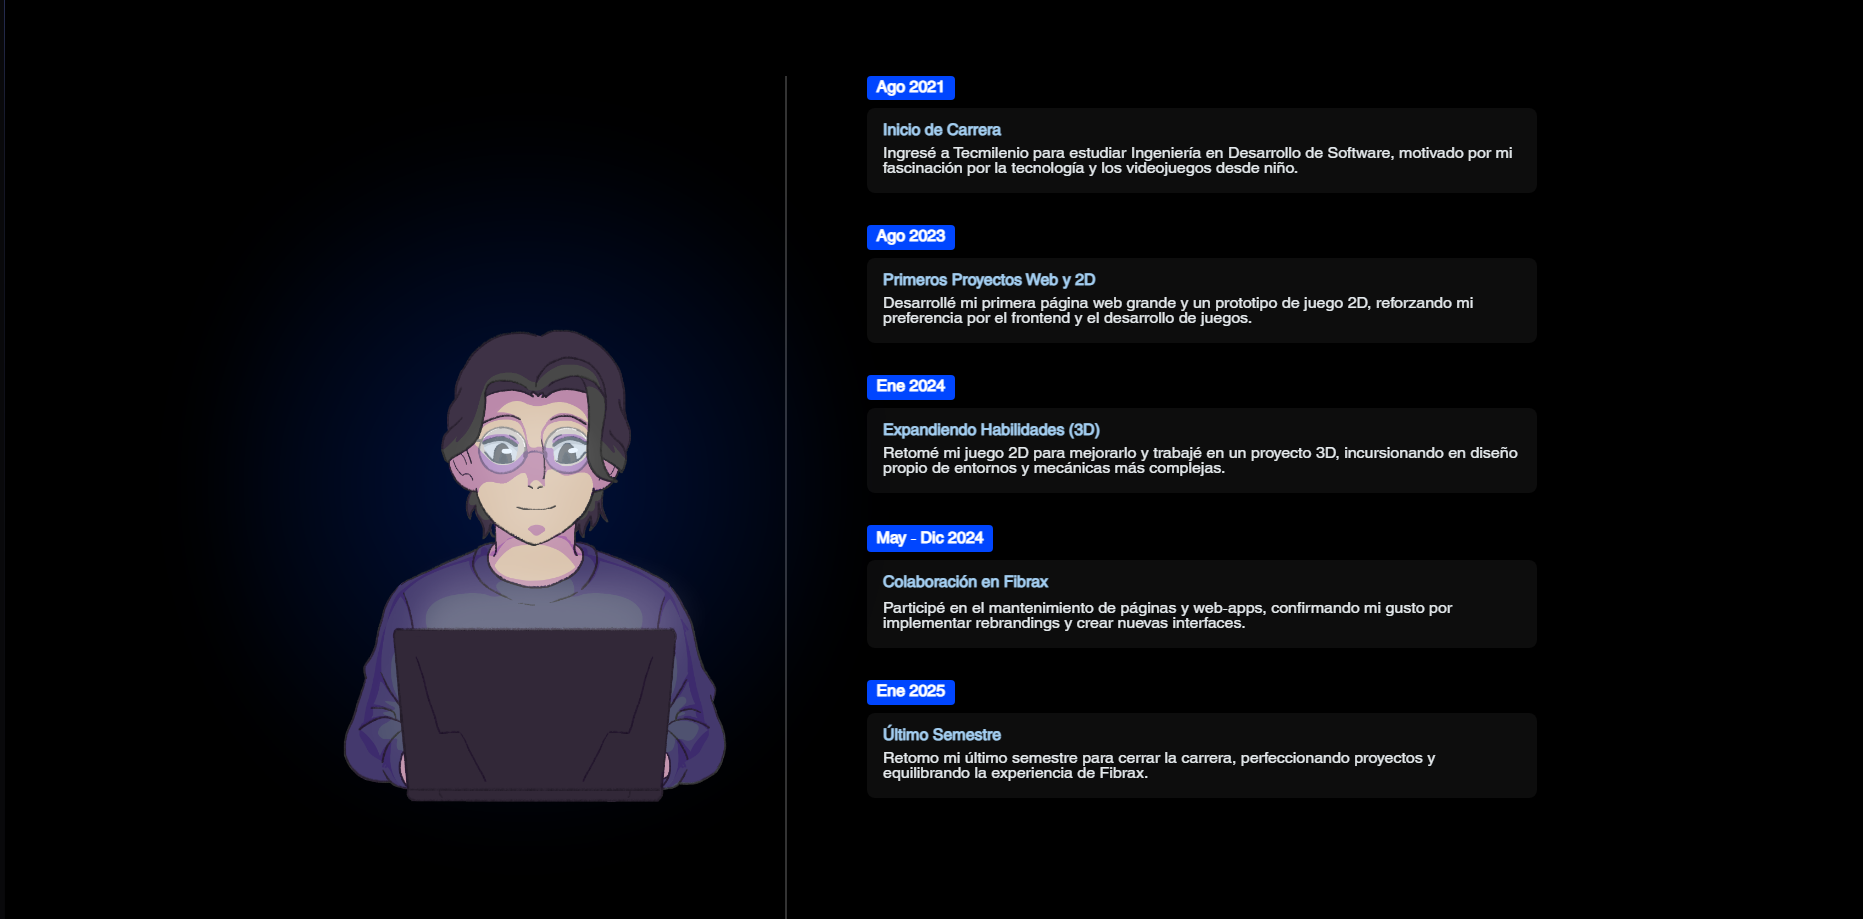 Ago 2021
Inicio de Carrera
Ingresé a Tecmilenio para estudiar Ingeniería en Desarrollo de Software, motivado por mi
fascinación por la tecnología y los videojuegos desde niño.
Ago 2023
Primeros Proyectos Web y 2D
Desarrollé mi primera página web grande y un prototipo de juego 2D, reforzando mi
preferencia por el frontend y el desarrollo de juegos.
Ene 2024
Expandiendo Habilidades (3D)
Retomé mi juego 2D para mejorarlo y trabajé en un proyecto 3D, incursionando en diseño
propio de entornos y mecánicas más complejas.
May - Dic 2024
Colaboración en Fibrax
Participé en el mantenimiento de páginas y web-apps, confirmando mi gusto por
implementar rebrandings y crear nuevas interfaces.
Ene 2025
Último Semestre
Retomo mi último semestre para cerrar la carrera, perfeccionando proyectos y
equilibrando la experiencia de Fibrax.